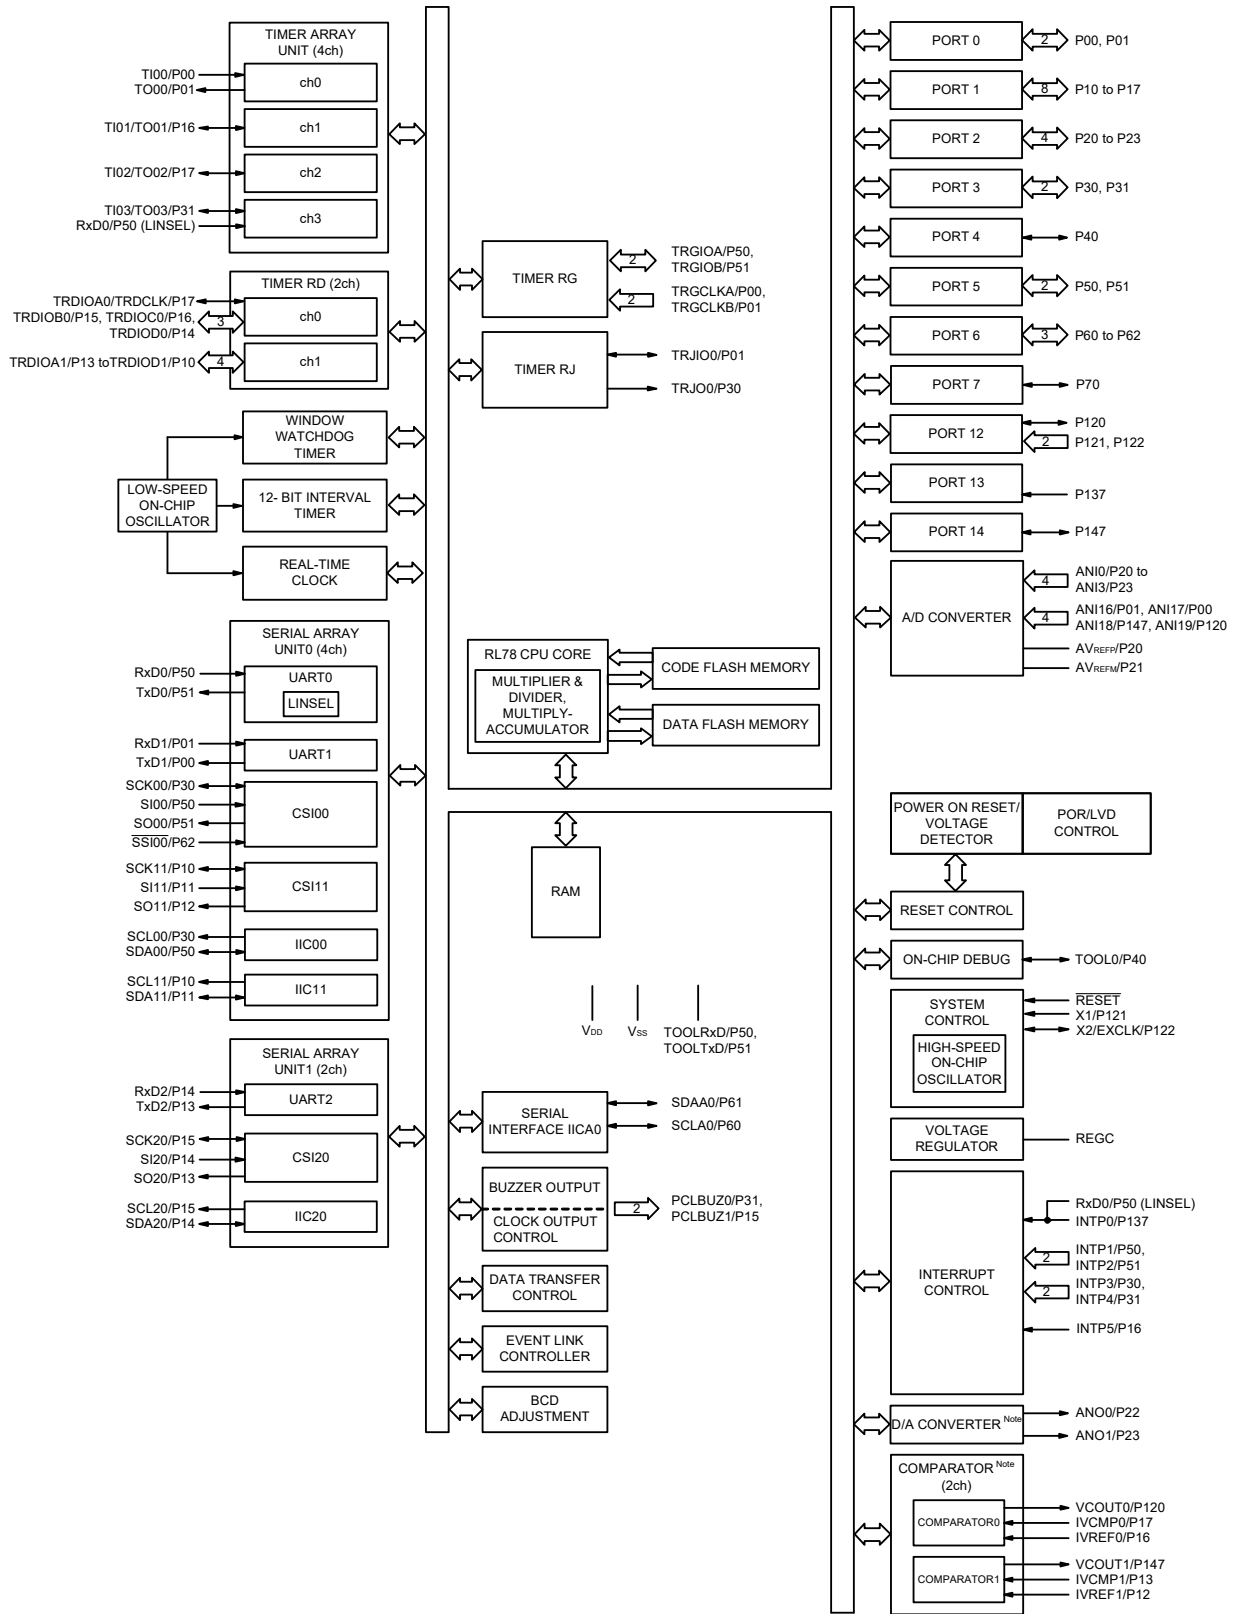 TIMER ARRAY
UNIT (4ch)
TI00/P00
TO00/P01
ch0
TI01/TO01/P16
ch1
TI02/TO02/P17
ch2
TI03/TO03/P31
RxD0/P50 (LINSEL)
ch3
TIMER RD (2ch)
TRDIOA0/TRDCLK/P17
TRDIOB0/P15, TRDIOC0/P16,
TRDIOD0/P14
3
ch0
TRDIOA1/P13 toTRDIOD1/P10
4
ch1
WINDOW
WATCHDOG
TIMER
LOW-SPEED
ON-CHIP
OSCILLATOR
12- BIT INTERVAL
TIMER
REAL-TIME
CLOCK
SERIAL ARRAY
UNIT0 (4ch)
RxD0/P50
TxD0/P51
UART0
LINSEL
RxD1/P01
TxD1/P00
UART1
SCK00/P30
SI00/P50
SO00/P51
SSI00/P62
CSI00
SCK11/P10
SI11/P11
SO11/P12
CSI11
SCL00/P30
SDA00/P50
IIC00
SCL11/P10
SDA11/P11
IIC11
SERIAL ARRAY
UNIT1 (2ch)
RxD2/P14
TxD2/P13
UART2
SCK20/P15
SI20/P14
SO20/P13
CSI20
SCL20/P15
SDA20/P14
IIC20
TIMER RG
2
TRGIOA/P50,
TRGIOB/P51
2
TRGCLKA/P00,
TRGCLKB/P01
TIMER RJ
TRJIO0/P01
TRJO0/P30
RL78 CPU CORE
MULTIPLIER &
DIVIDER,
MULTIPLY-
ACCUMULATOR
CODE FLASH MEMORY
DATA FLASH MEMORY
RAM
VDD
VSS
TOOLRxD/P50,
TOOLTxD/P51
SERIAL
INTERFACE IICA0
SDAA0/P61
SCLA0/P60
BUZZER OUTPUT
CLOCK OUTPUT
CONTROL
2
PCLBUZ0/P31,
PCLBUZ1/P15
DATA TRANSFER
CONTROL
EVENT LINK
CONTROLLER
BCD
ADJUSTMENT
PORT 0
2
P00, P01
PORT 1
8
P10 to P17
PORT 2
4
P20 to P23
PORT 3
2
P30, P31
PORT 4
P40
PORT 5
2
P50, P51
PORT 6
3
P60 to P62
PORT 7
P70
PORT 12
P120
2
P121, P122
PORT 13
P137
PORT 14
P147
A/D CONVERTER
4
ANI0/P20 to
ANI3/P23
4
ANI16/P01, ANI17/P00
ANI18/P147, ANI19/P120
AVREFP/P20
AVREFM/P21
POWER ON RESET/
VOLTAGE
DETECTOR
POR/LVD
CONTROL
RESET CONTROL
ON-CHIP DEBUG
TOOL0/P40
SYSTEM
CONTROL
HIGH-SPEED
ON-CHIP
OSCILLATOR
RESET
X1/P121
X2/EXCLK/P122
VOLTAGE
REGULATOR
REGC
INTERRUPT
CONTROL
RxD0/P50 (LINSEL)
INTP0/P137
2
INTP1/P50,
INTP2/P51
2
INTP3/P30,
INTP4/P31
INTP5/P16
D/A CONVERTER Note
ANO0/P22
ANO1/P23
COMPARATOR Note
(2ch)
COMPARATOR0
VCOUT0/P120
IVCMP0/P17
IVREF0/P16
COMPARATOR1
VCOUT1/P147
IVCMP1/P13
IVREF1/P12